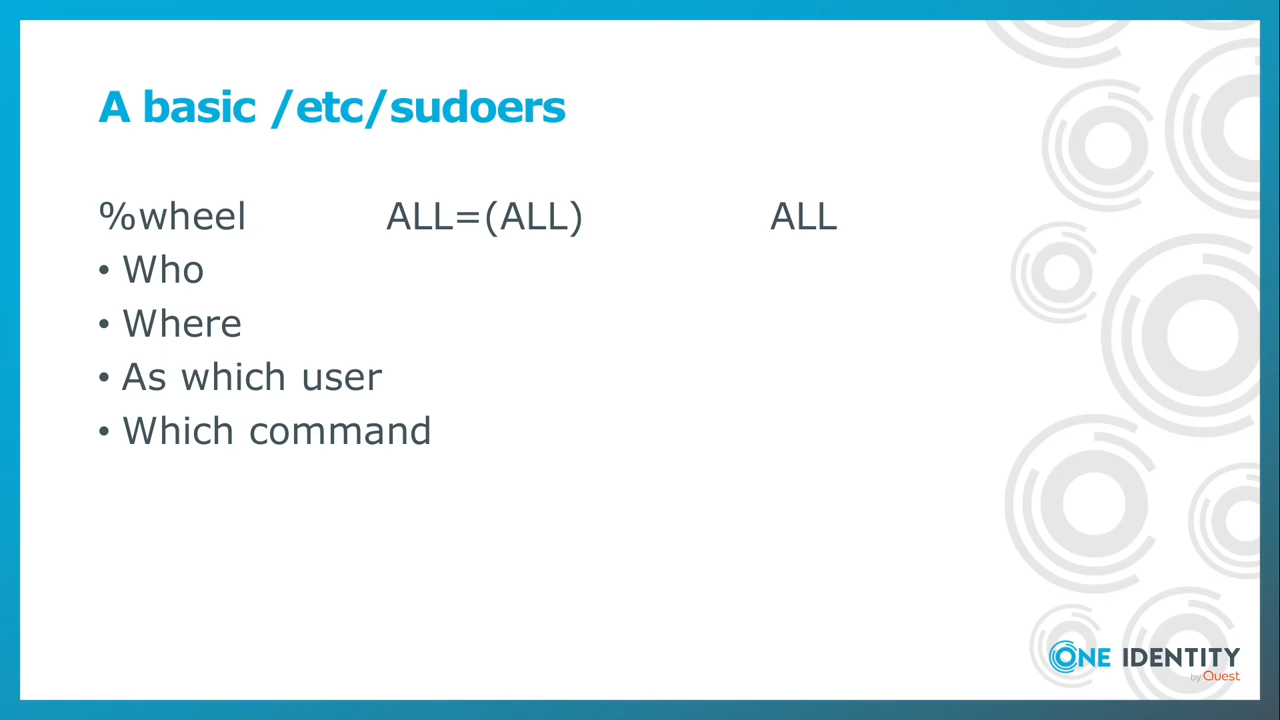 A basic /etc/sudoers
%wheel ALL=(ALL) ALL
• Who
• Where
• As which user
• Which command
ONE IDENTITY
by Quest